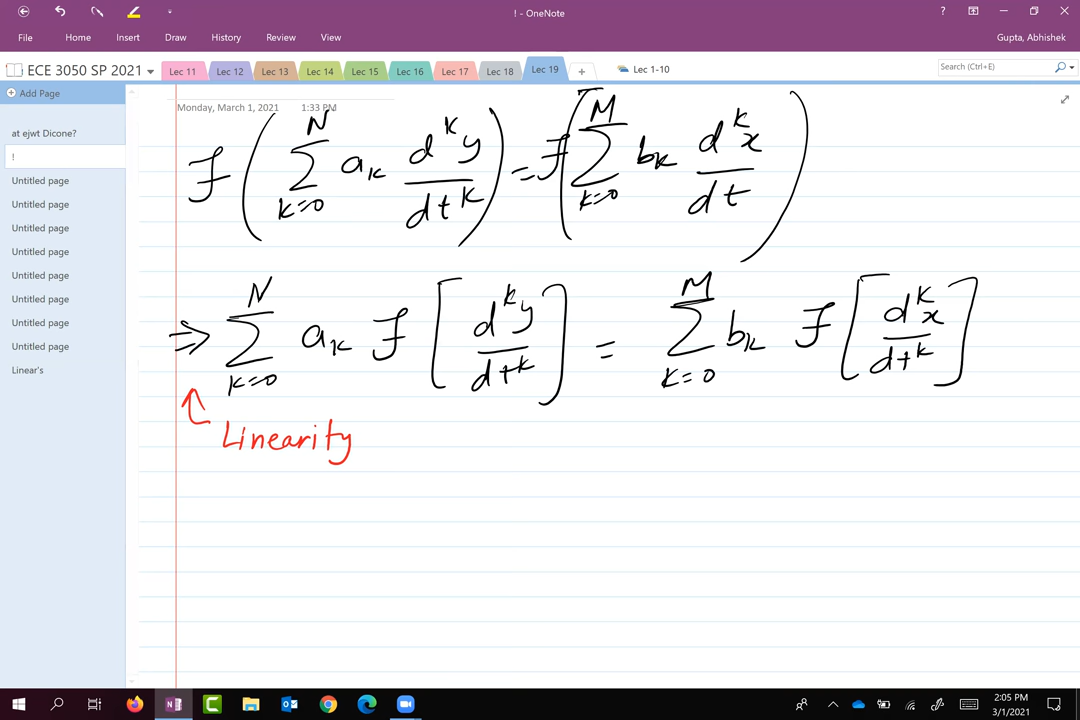 ! - OneNote
?
File Home Insert Draw History Review View
Gupta, Abhishek
ECE 3050 SP 2021
Lec 11 Lec 12 Lec 13 Lec 14 Lec 15 Lec 16 Lec 17 Lec 18 Lec 19 + Lec 1-10
Search (Ctrl+E)
Add Page
at ejwt Dicone?
!
Untitled page
Untitled page
Untitled page
Untitled page
Untitled page
Untitled page
Untitled page
Untitled page
Linear's
Monday, March 1, 2021 1:33 PM
ℱ( ∑_{k=0}^{N} a_k d^k y / dt^k ) = ℱ( ∑_{k=0}^{M} b_k d^k x / dt )
⇒ ∑_{k=0}^{N} a_k ℱ[ d^k y / dt^k ] = ∑_{k=0}^{M} b_k ℱ[ d^k x / dt^k ]
↑ Linearity
2:05 PM
3/1/2021